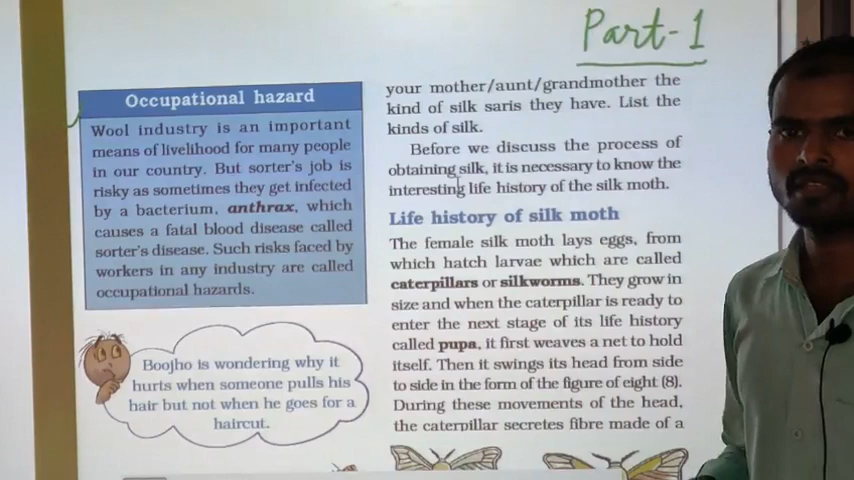 Part-1
Occupational hazard
Wool industry is an important
means of livelihood for many people
in our country. But sorter's job is
risky as sometimes they get infected
by a bacterium, anthrax, which
causes a fatal blood disease called
sorter's disease. Such risks faced by
workers in any industry are called
occupational hazards.
Boojho is wondering why it
hurts when someone pulls his
hair but not when he goes for a
haircut.
your mother/aunt/grandmother the
kind of silk saris they have. List the
kinds of silk.
Before we discuss the process of
obtaining silk, it is necessary to know the
interesting life history of the silk moth.
Life history of silk moth
The female silk moth lays eggs, from
which hatch larvae which are called
caterpillars or silkworms. They grow in
size and when the caterpillar is ready to
enter the next stage of its life history
called pupa, it first weaves a net to hold
itself. Then it swings its head from side
to side in the form of the figure of eight (8).
During these movements of the head,
the caterpillar secretes fibre made of a